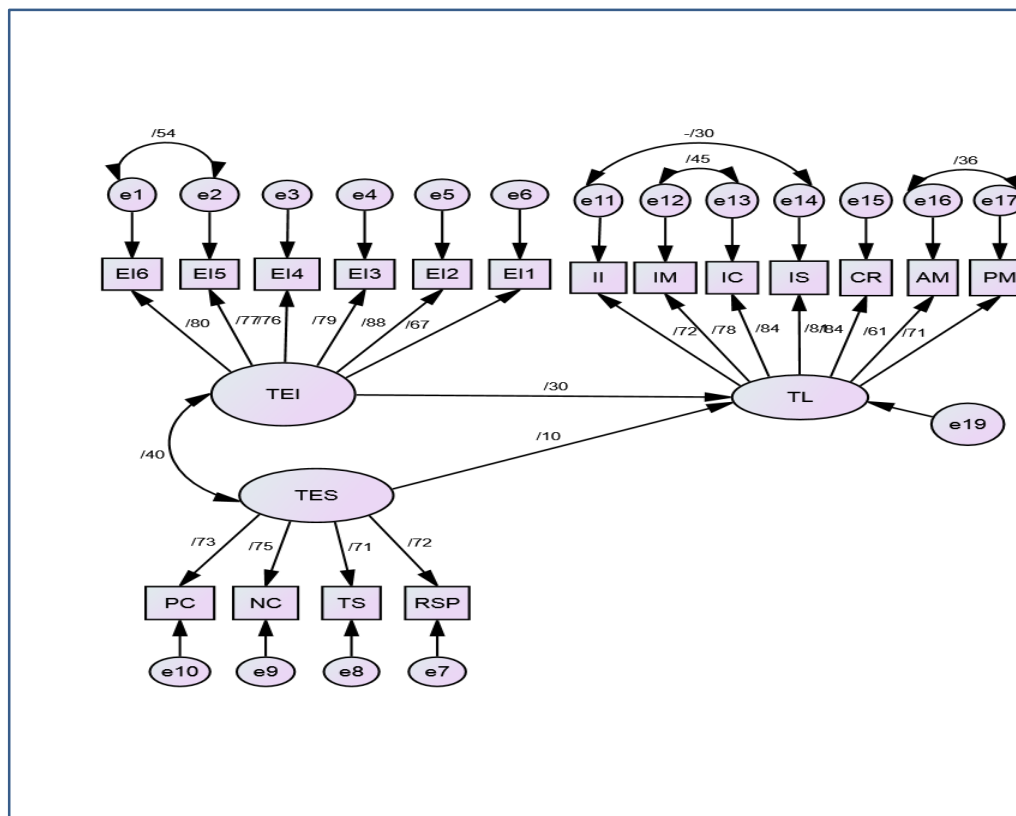 /54
-/30
/45
/36
e1 e2 e3 e4 e5 e6 e11 e12 e13 e14 e15 e16 e17
EI6 EI5 EI4 EI3 EI2 EI1 II IM IC IS CR AM PM
/80 /77 /76 /79 /88 /67 /72 /78 /84 /84 /61 /71
TEI /30 TL
e19
/40 /10
TES
/73 /75 /71 /72
PC NC TS RSP
e10 e9 e8 e7